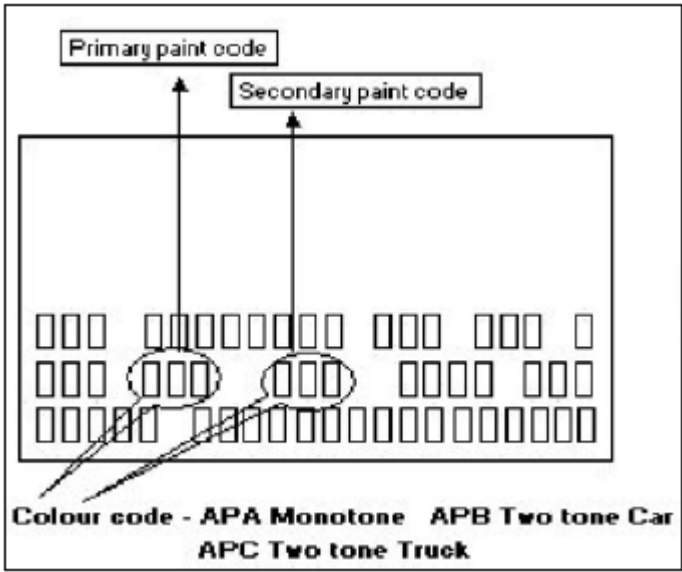 Primary paint code
Secondary paint code
Colour code - APA Monotone APB Two tone Car
APC Two tone Truck